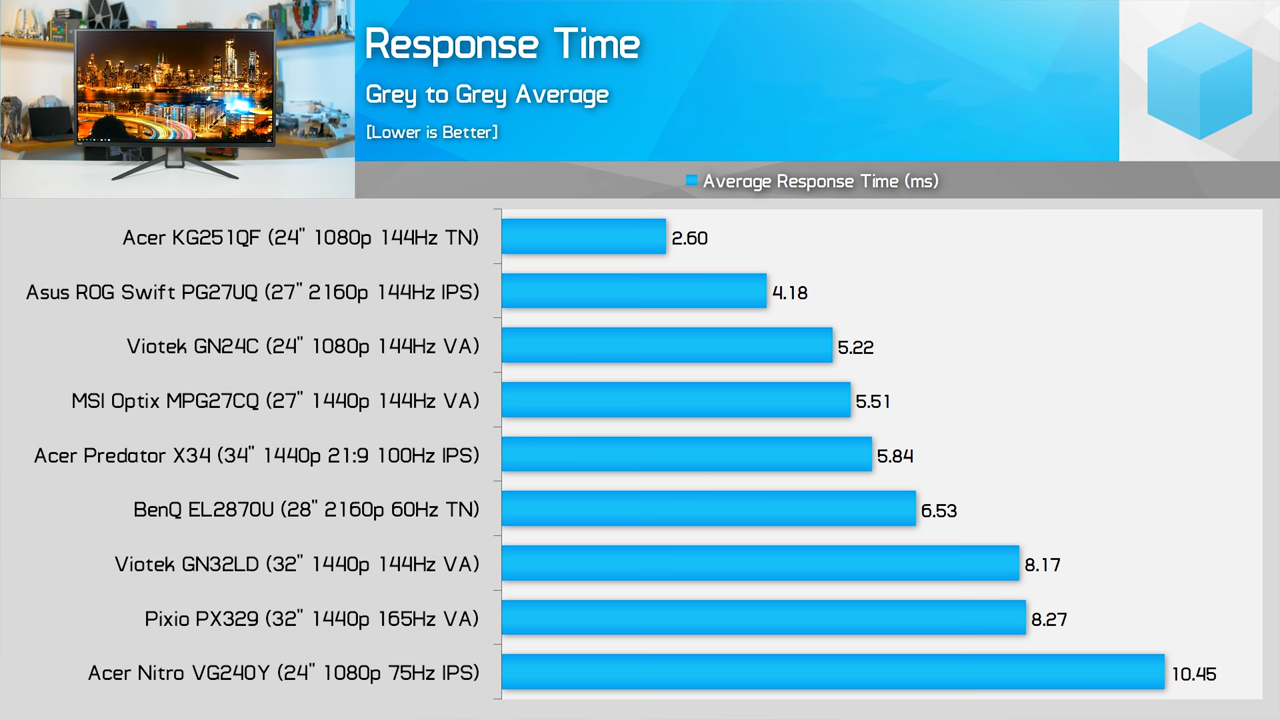 Response Time
Grey to Grey Average
[Lower is Better]
Average Response Time (ms)
Acer KG251QF (24" 1080p 144Hz TN) 2.60
Asus ROG Swift PG27UQ (27" 2160p 144Hz IPS) 4.18
Viotek GN24C (24" 1080p 144Hz VA) 5.22
MSI Optix MPG27CQ (27" 1440p 144Hz VA) 5.51
Acer Predator X34 (34" 1440p 21:9 100Hz IPS) 5.84
BenQ EL2870U (28" 2160p 60Hz TN) 6.53
Viotek GN32LD (32" 1440p 144Hz VA) 8.17
Pixio PX329 (32" 1440p 165Hz VA) 8.27
Acer Nitro VG240Y (24" 1080p 75Hz IPS) 10.45